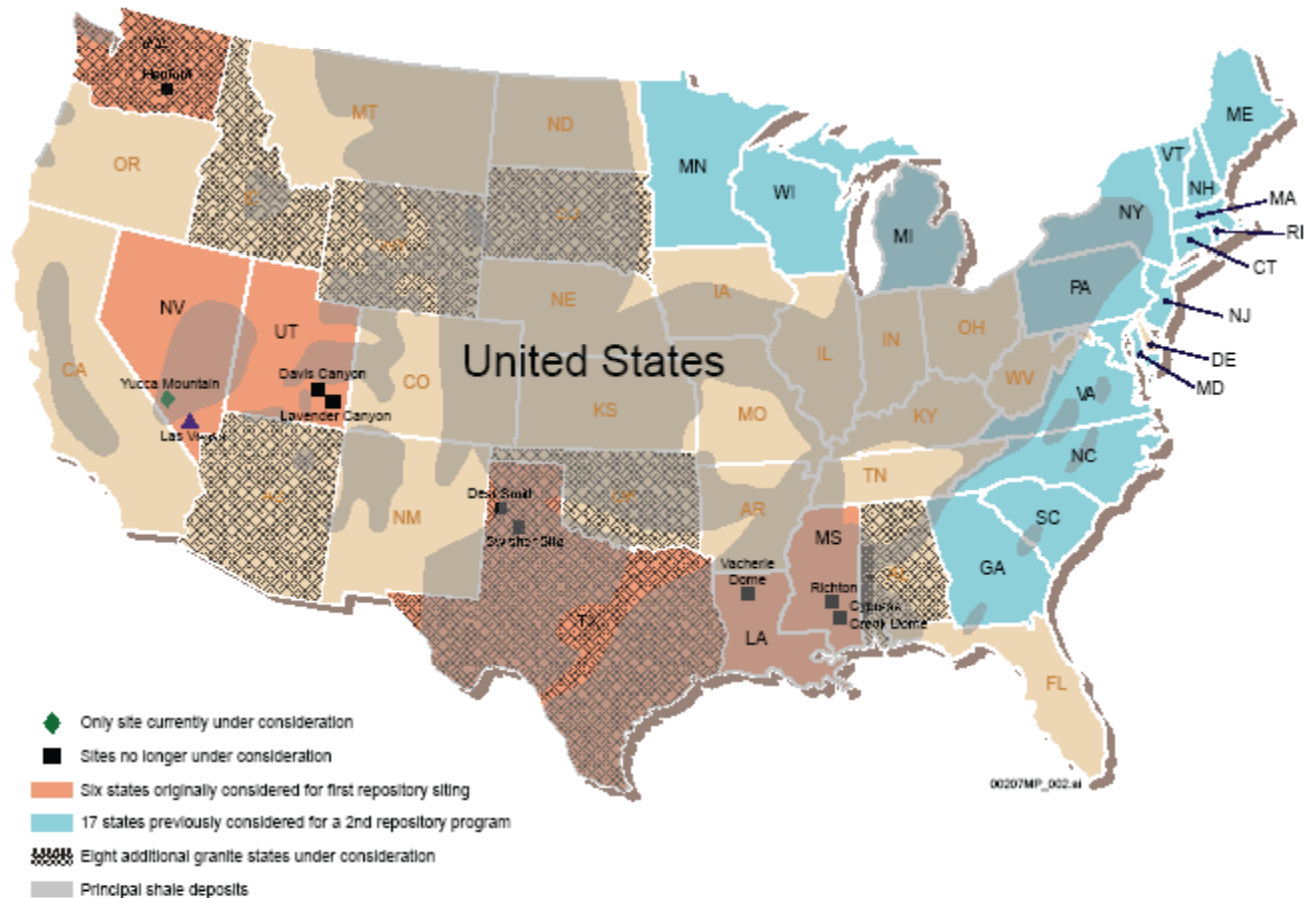 WA
Hanford
OR
ID
MT
ND
SD
WY
NE
MN
WI
MI
IA
NV
UT
CA
CO
United States
KS
MO
IL
IN
OH
KY
WV
PA
NY
VT
NH
ME
MA
RI
CT
NJ
DE
MD
VA
NC
SC
TN
GA
FL
AR
MS
LA
TX
NM
Yucca Mountain
Davis Canyon
Lavender Canyon
Deaf Smith
Swisher Site
Vacherie
Dome
Richton
Cypress
Creek Dome
00207MP_002.ai
Only site currently under consideration
Sites no longer under consideration
Six states originally considered for first repository siting
17 states previously considered for a 2nd repository program
Eight additional granite states under consideration
Principal shale deposits